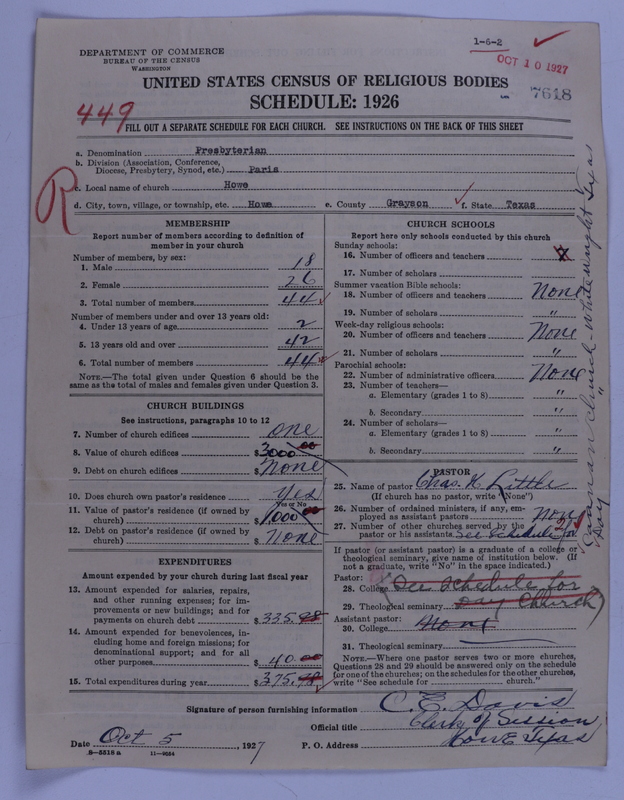 1-6-2
DEPARTMENT OF COMMERCE
BUREAU OF THE CENSUS
WASHINGTON
OCT 10 1927
7618
UNITED STATES CENSUS OF RELIGIOUS BODIES
SCHEDULE: 1926
449
FILL OUT A SEPARATE SCHEDULE FOR EACH CHURCH. SEE INSTRUCTIONS ON THE BACK OF THIS SHEET
R
a. Denomination Presbyterian
b. Division (Association, Conference,
Diocese, Presbytery, Synod, etc.) Paris
c. Local name of church Howe
d. City, town, village, or township, etc. Howe e. County Grayson f. State Texas
MEMBERSHIP
Report number of members according to definition of
member in your church
Number of members, by sex:
1. Male 18
2. Female 26
3. Total number of members 44
Number of members under and over 13 years old:
4. Under 13 years of age 2
5. 13 years old and over 42
6. Total number of members 44
NOTE.—The total given under Question 6 should be the
same as the total of males and females given under Question 3.
CHURCH BUILDINGS
See instructions, paragraphs 10 to 12
7. Number of church edifices one
8. Value of church edifices $3000 00
9. Debt on church edifices $None
10. Does church own pastor's residence Yes
Yes or No
11. Value of pastor's residence (if owned by
church) $1000 00
12. Debt on pastor's residence (if owned by
church) $none
EXPENDITURES
Amount expended by your church during last fiscal year
13. Amount expended for salaries, repairs,
and other running expenses; for im-
provements or new buildings; and for
payments on church debt $335.98
14. Amount expended for benevolences, in-
cluding home and foreign missions; for
denominational support; and for all
other purposes $40.00
15. Total expenditures during year $375.98
CHURCH SCHOOLS
Report here only schools conducted by this church
Sunday schools:
16. Number of officers and teachers
17. Number of scholars
Summer vacation Bible schools:
18. Number of officers and teachers None
19. Number of scholars "
Week-day religious schools:
20. Number of officers and teachers None
21. Number of scholars "
Parochial schools:
22. Number of administrative officers None
23. Number of teachers—
a. Elementary (grades 1 to 8) "
b. Secondary "
24. Number of scholars—
a. Elementary (grades 1 to 8) "
b. Secondary "
PASTOR
25. Name of pastor Chas. H. Little
(If church has no pastor, write "None")
26. Number of ordained ministers, if any, em-
ployed as assistant pastors None
27. Number of other churches served by the
pastor or his assistants See Schedule for
If pastor (or assistant pastor) is a graduate of a college or
theological seminary, give name of institution below. (If
not a graduate, write "No" in the space indicated.)
Pastor:
28. College See Schedule for
29. Theological seminary Day Church
Assistant pastor:
30. College None
31. Theological seminary
NOTE.—Where one pastor serves two or more churches,
Questions 28 and 29 should be answered only on the schedule
for one of the churches; on the schedules for the other churches,
write "See schedule for church."
Church - Whitewright Texas
Signature of person furnishing information C. E. Davis
Official title Clerk of Session
Date Oct 5, 1927 P. O. Address Howe Texas
8-5518 a 11-9664